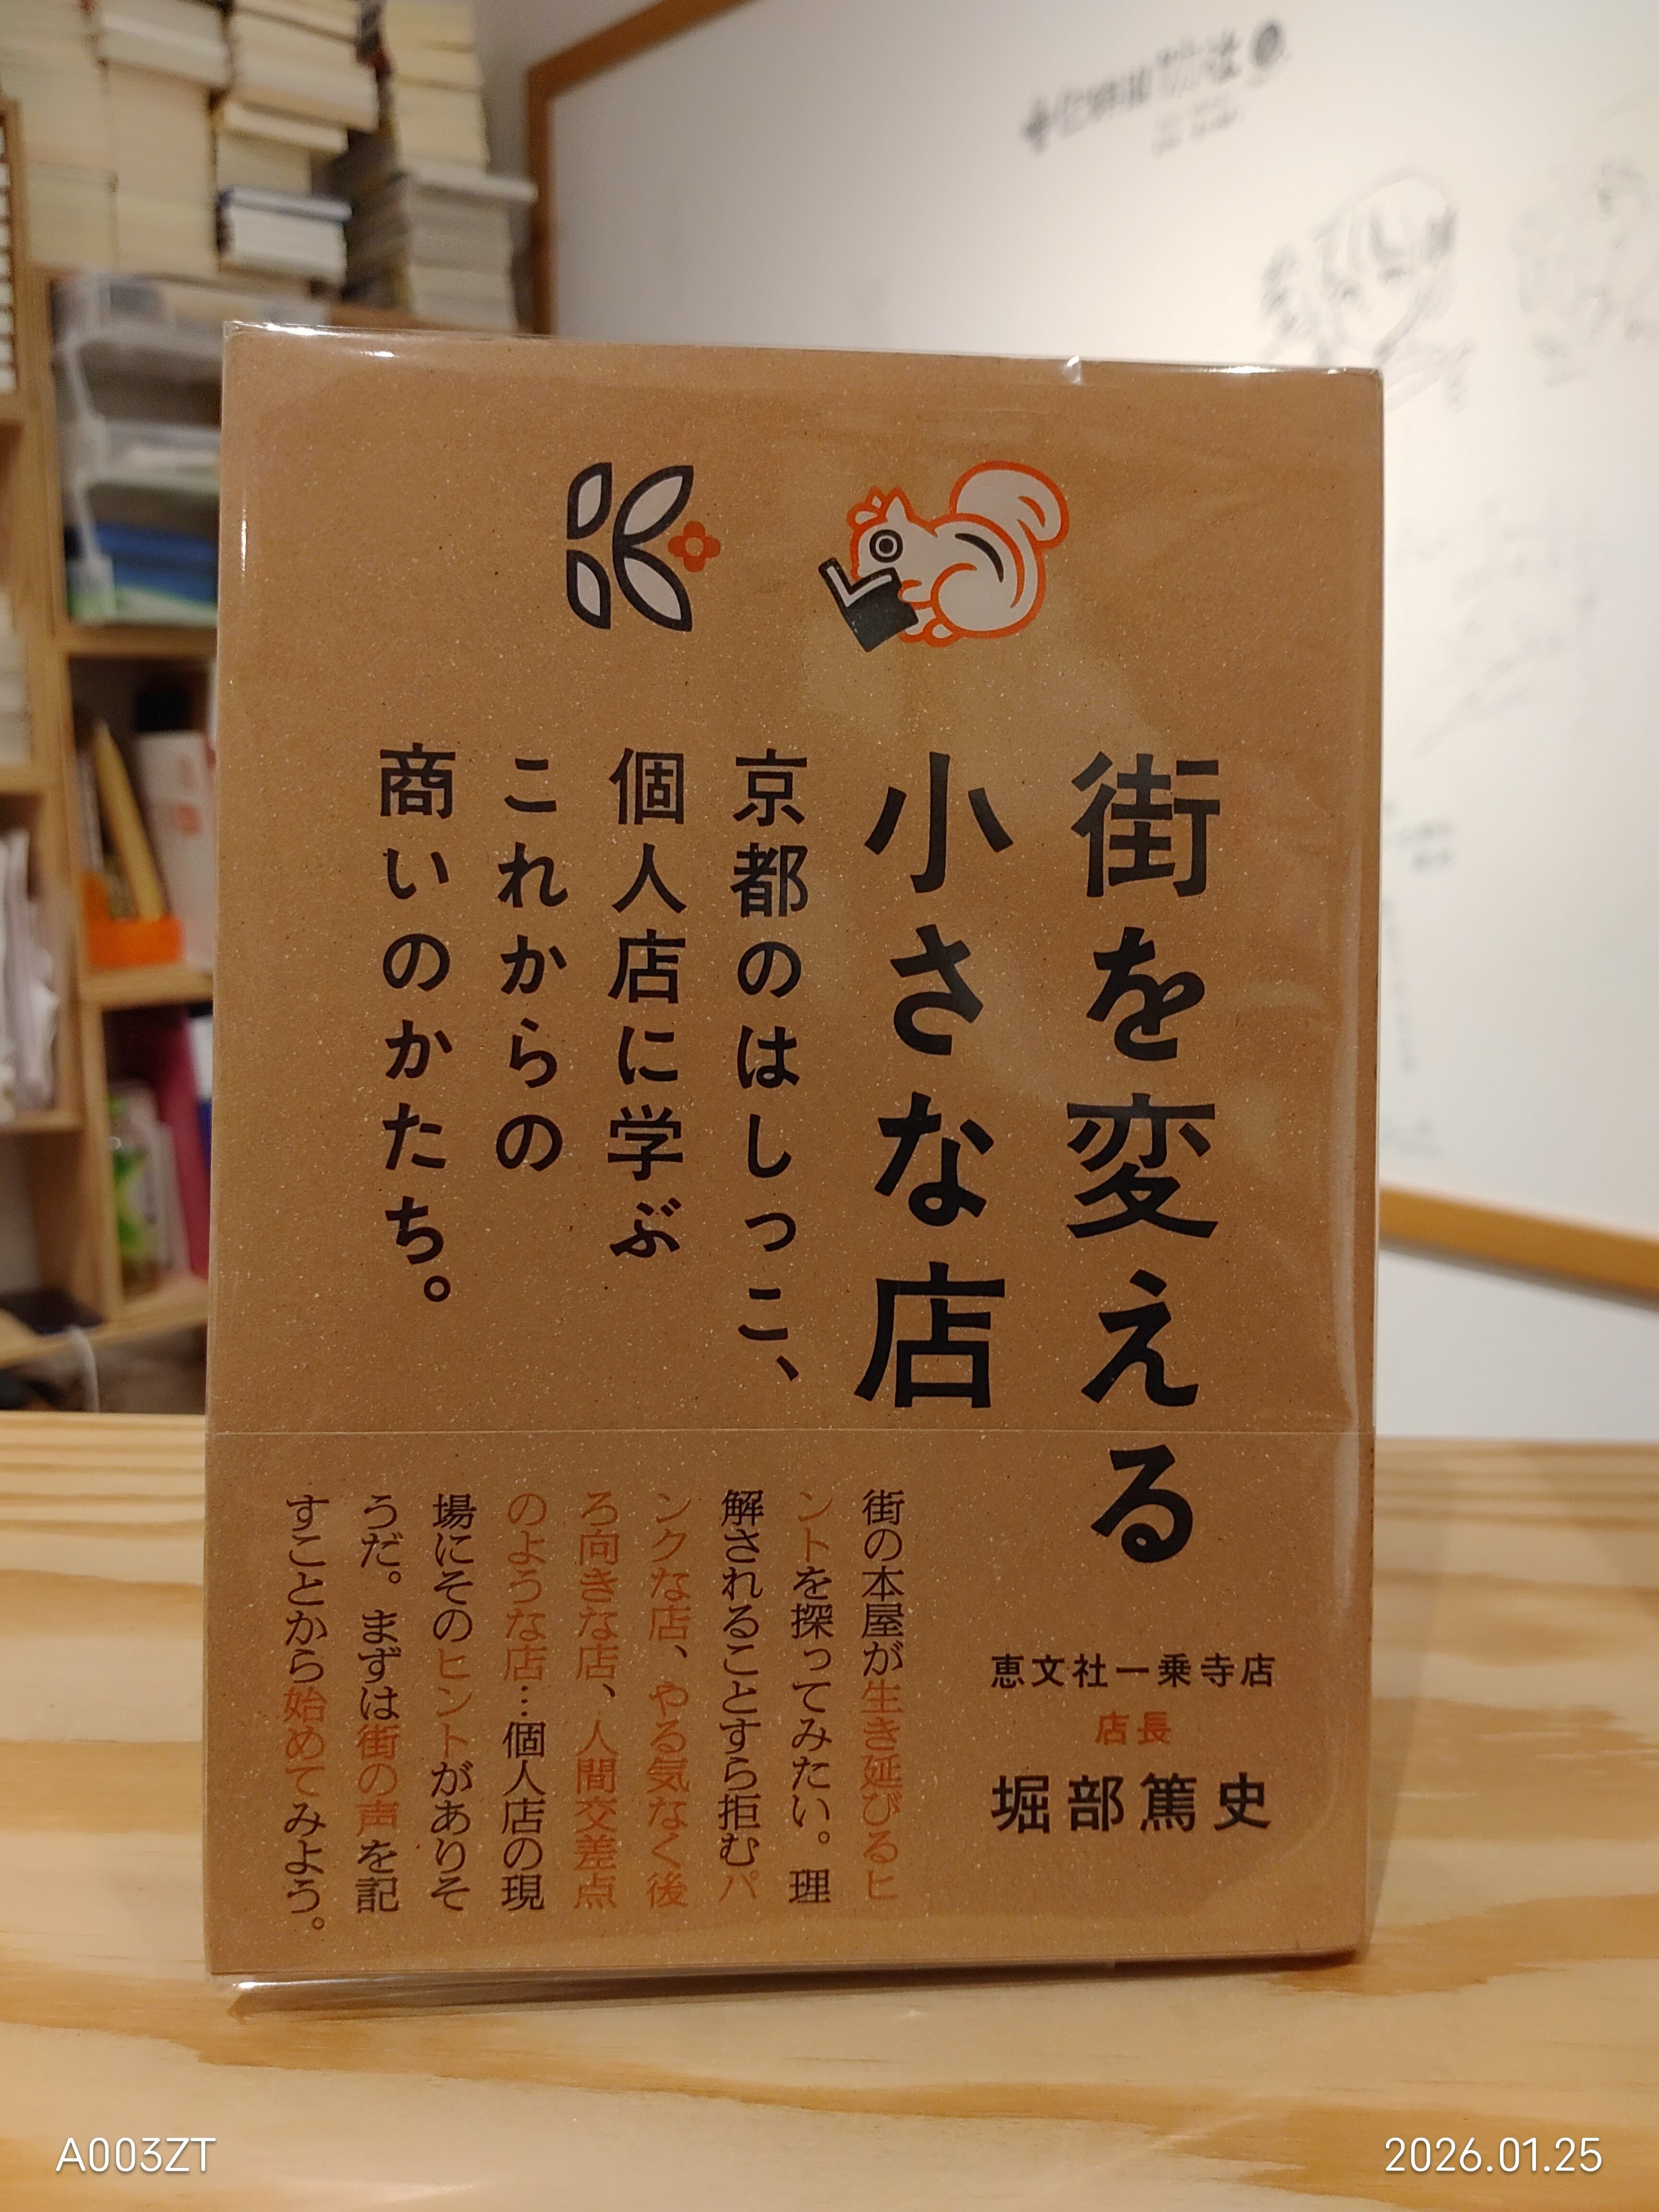 街を変える
小さな店
京都のはしっこ、
個人店に学ぶ
これからの
商いのかたち。
恵文社一乗寺店
店長
堀部篤史
街の本屋が生き延びるヒ
ントを探ってみたい。理
解されることすら拒むパ
ンクな店、やる気なく後
ろ向きな店、人間交差点
のような店…個人店の現
場にそのヒントがありそ
うだ。まずは街の声を記
すことから始めてみよう。
A003ZT
2026.01.25